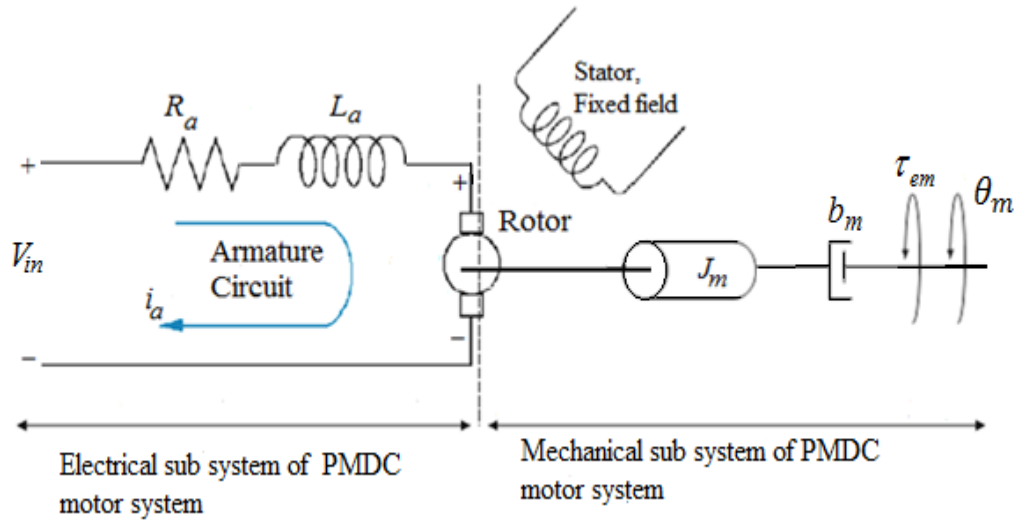 Stator,
Fixed field
R_a
L_a
+
+
τ_em
θ_m
b_m
Rotor
V_in
Armature
Circuit
J_m
i_a
−
−
Electrical sub system of PMDC
motor system
Mechanical sub system of PMDC
motor system